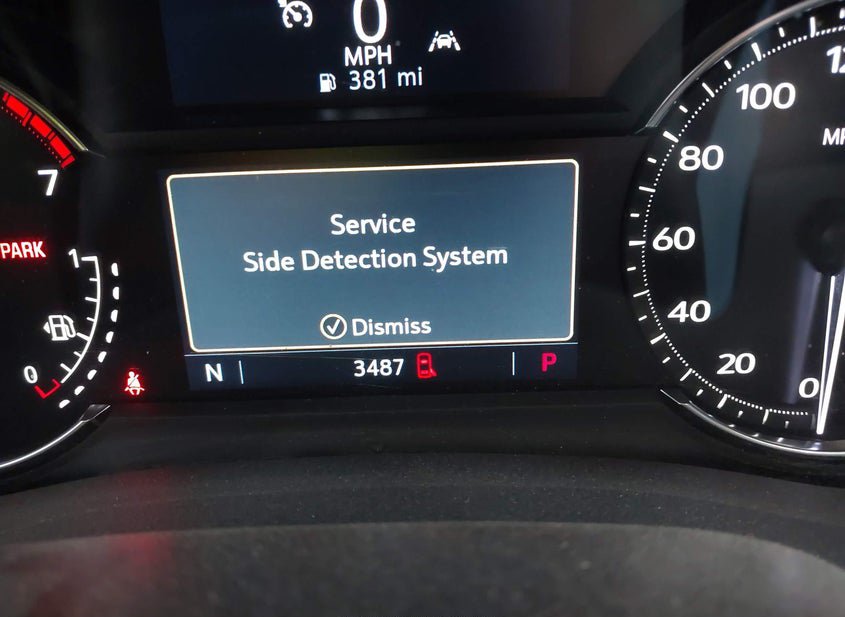 0
MPH
381 mi
7
PARK
1
0
Service
Side Detection System
Dismiss
N
3487
P
100
80
60
40
20
0